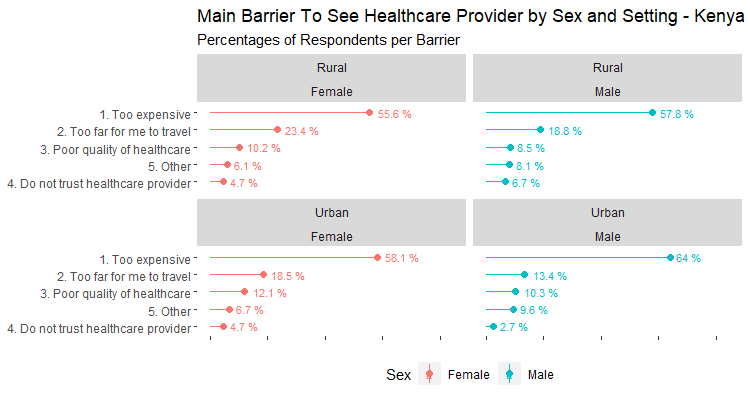 Main Barrier To See Healthcare Provider by Sex and Setting - Kenya
Percentages of Respondents per Barrier
Rural
Female
Rural
Male
1. Too expensive
55.6 %
57.8 %
2. Too far for me to travel
23.4 %
18.8 %
3. Poor quality of healthcare
10.2 %
8.5 %
5. Other
6.1 %
8.1 %
4. Do not trust healthcare provider
4.7 %
6.7 %
Urban
Female
Urban
Male
1. Too expensive
58.1 %
64 %
2. Too far for me to travel
18.5 %
13.4 %
3. Poor quality of healthcare
12.1 %
10.3 %
5. Other
6.7 %
9.6 %
4. Do not trust healthcare provider
4.7 %
2.7 %
Sex
Female
Male